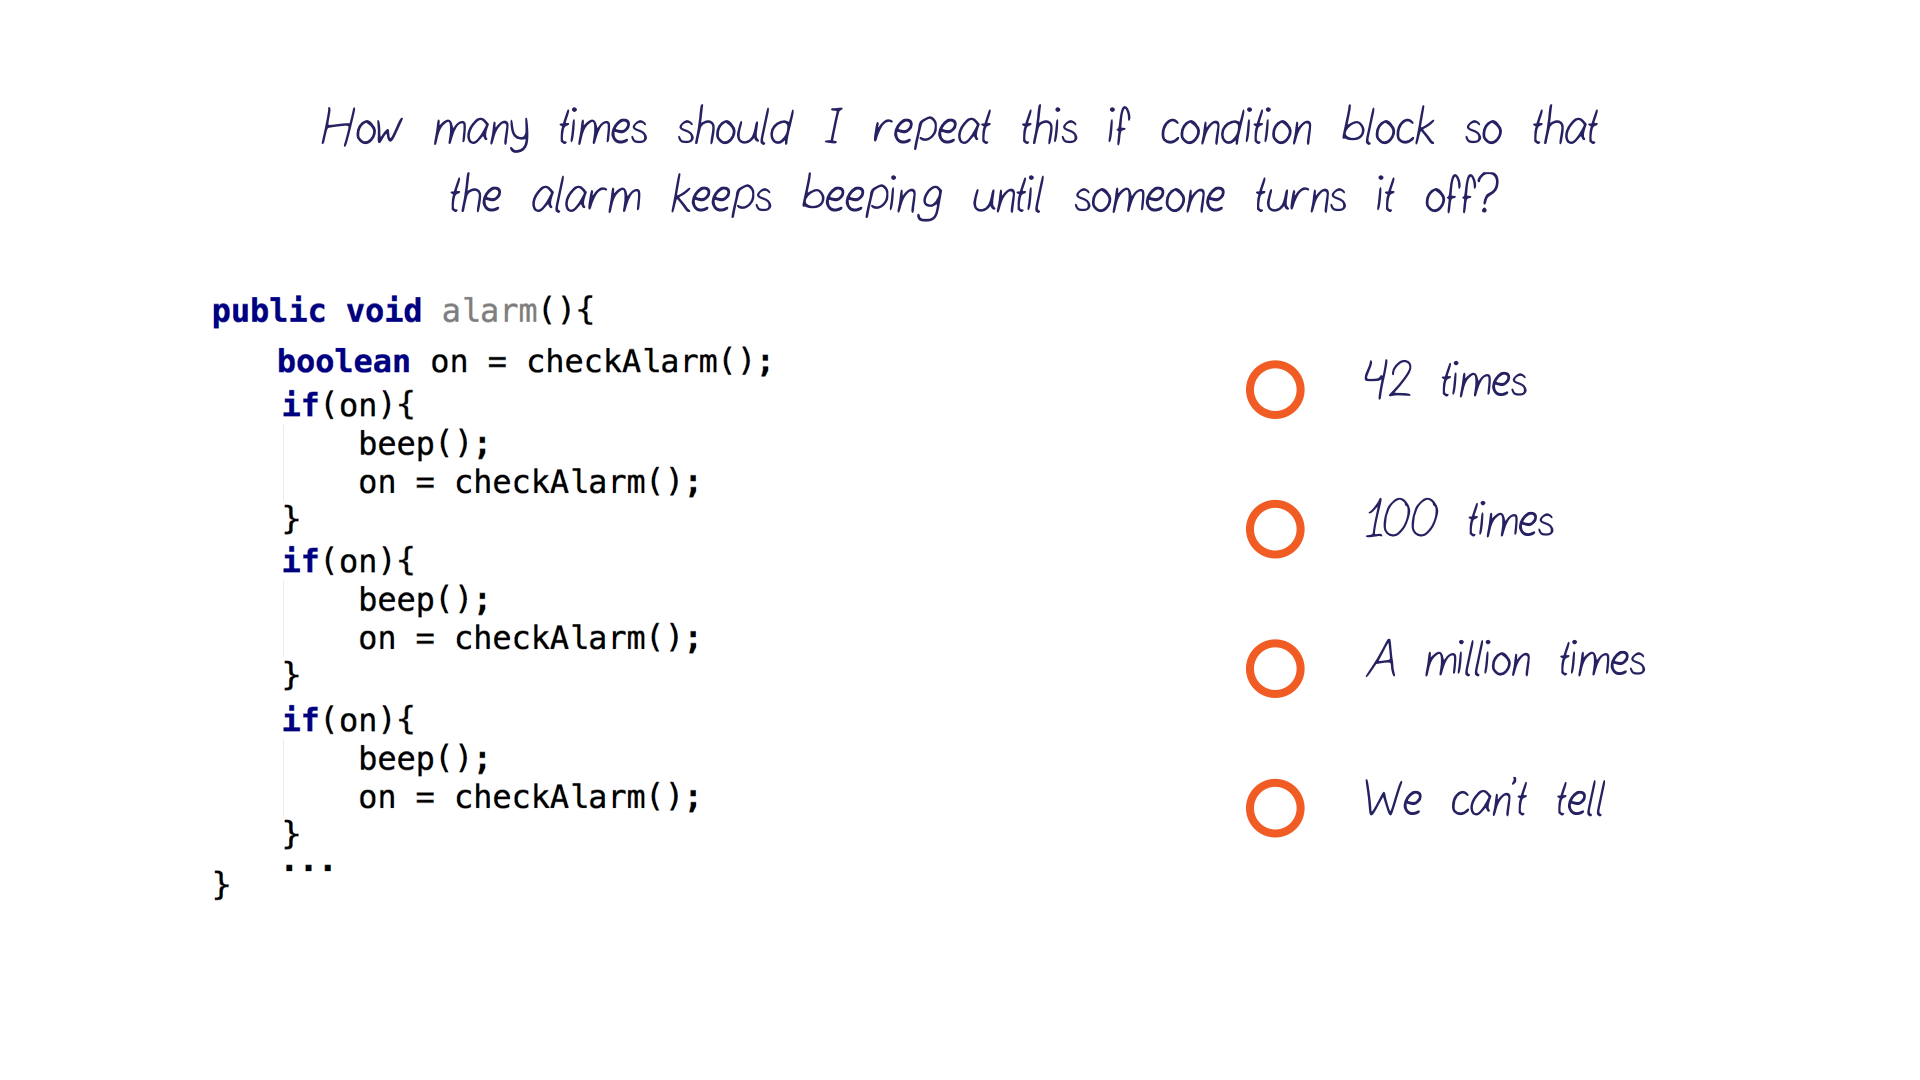 How many times should I repeat this if condition block so that
the alarm keeps beeping until someone turns it off?
public void alarm(){
boolean on = checkAlarm();
if(on){
beep();
on = checkAlarm();
}
if(on){
beep();
on = checkAlarm();
}
if(on){
beep();
on = checkAlarm();
}
...
}
42 times
100 times
A million times
We can't tell